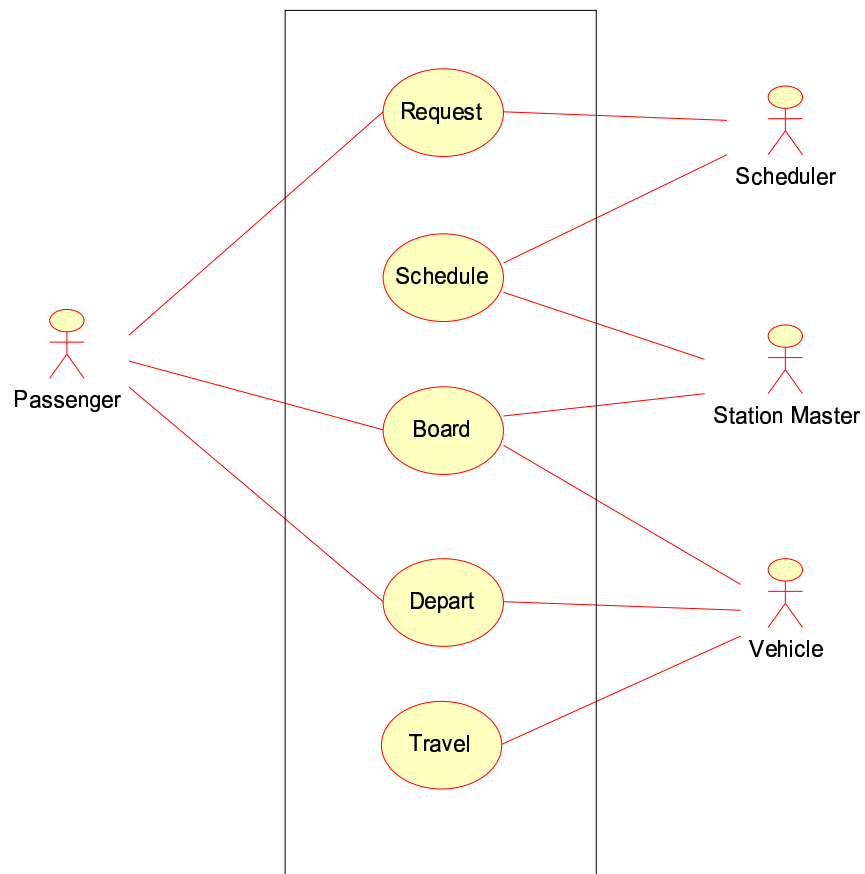 Request
Scheduler
Schedule
Passenger
Station Master
Board
Depart
Vehicle
Travel